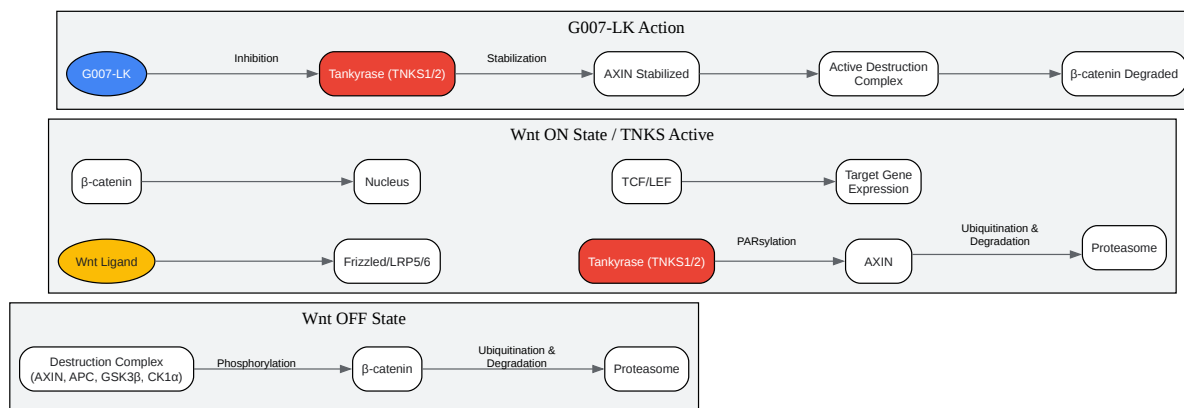 G007-LK Action
G007-LK
Inhibition
Tankyrase (TNKS1/2)
Stabilization
AXIN Stabilized
Active Destruction
Complex
β-catenin Degraded
Wnt ON State / TNKS Active
β-catenin
Nucleus
TCF/LEF
Target Gene
Expression
Wnt Ligand
Frizzled/LRP5/6
Tankyrase (TNKS1/2)
PARsylation
AXIN
Ubiquitination &
Degradation
Proteasome
Wnt OFF State
Destruction Complex
(AXIN, APC, GSK3β, CK1α)
Phosphorylation
β-catenin
Ubiquitination &
Degradation
Proteasome